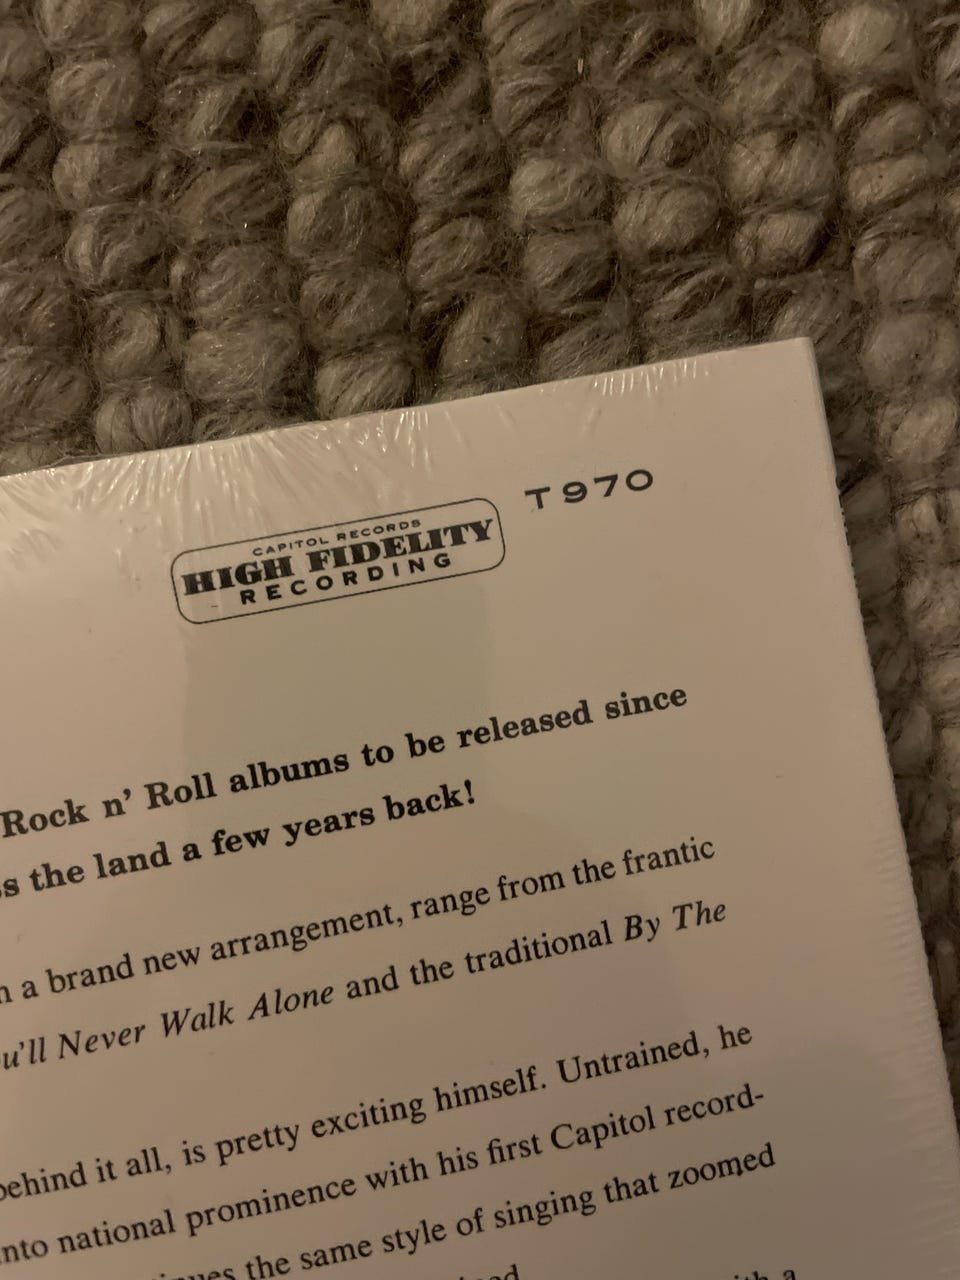 CAPITOL RECORDS
HIGH FIDELITY
RECORDING
T970
Rock n' Roll albums to be released since
s the land a few years back!
a brand new arrangement, range from the frantic
u'll Never Walk Alone and the traditional By The
behind it all, is pretty exciting himself. Untrained, he
nto national prominence with his first Capitol record-
the same style of singing that zoomed